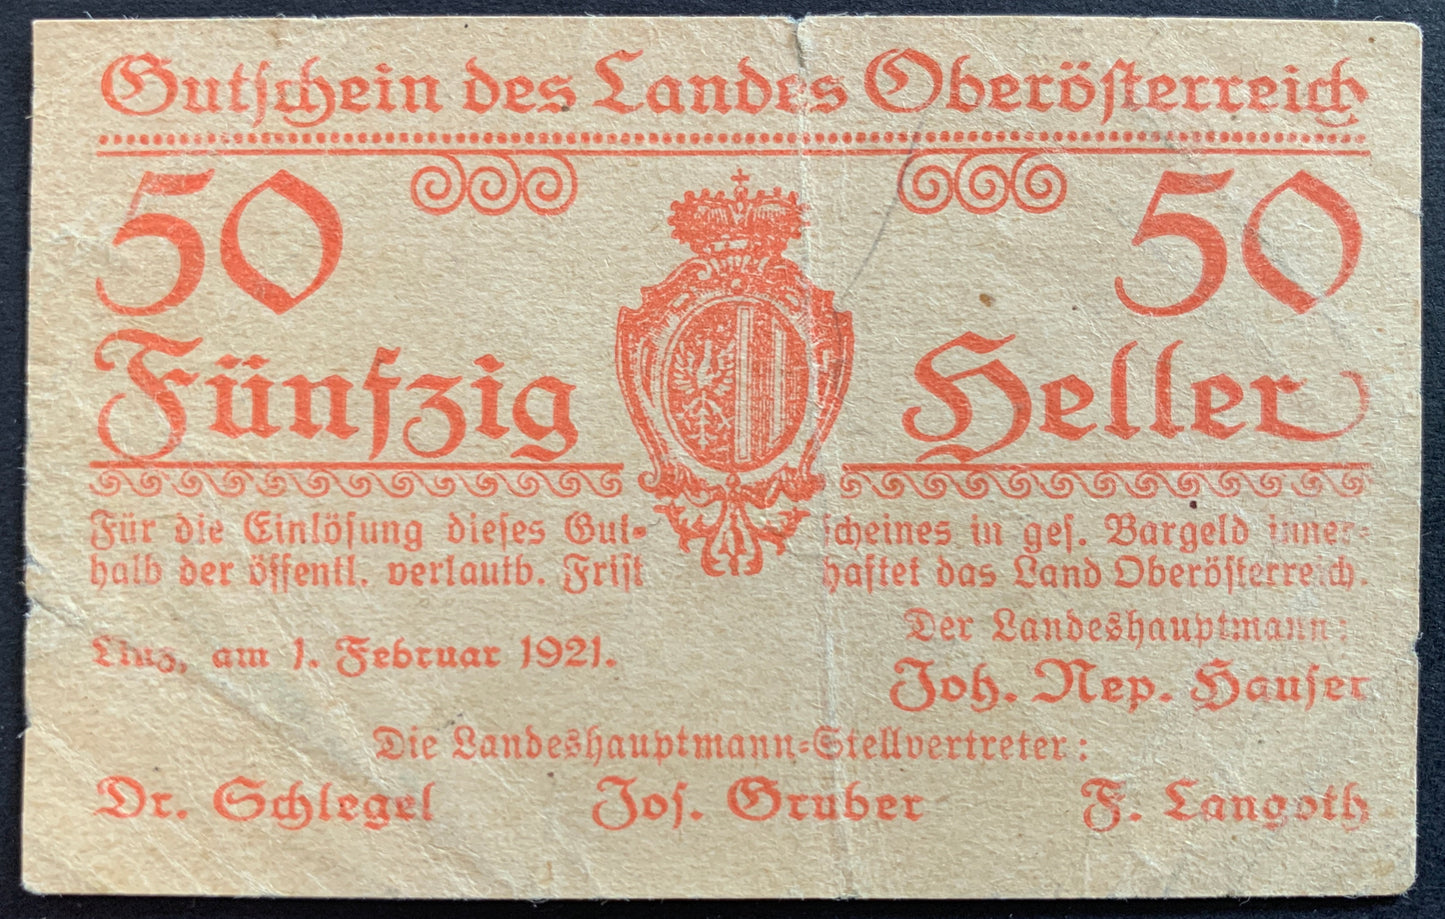 Gutschein des Landes Oberösterreich
50 50
Fünfzig Heller
Für die Einlösung dieses Gut- scheines in ges. Bargeld inner-
halb der öffentl. verlautb. Frist haftet das Land Oberösterreich.
Der Landeshauptmann:
Linz, am 1. Februar 1921.
Joh. Nep. Hauser
Die Landeshauptmann-Stellvertreter:
Dr. Schlegel Jos. Gruber F. Langoth